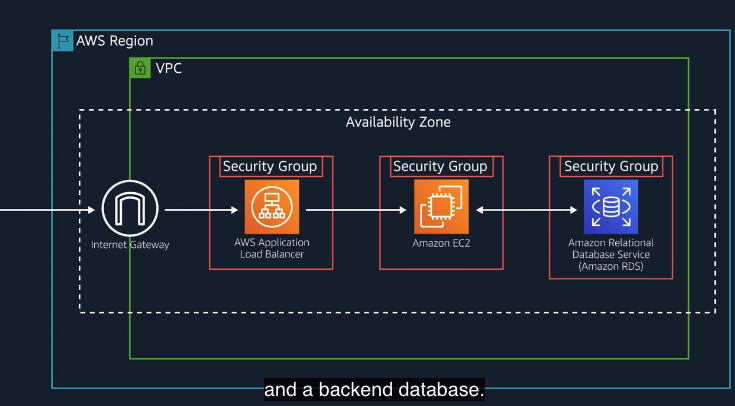 AWS Region
VPC
Availability Zone
Security Group
Security Group
Security Group
Internet Gateway
AWS Application
Load Balancer
Amazon EC2
Amazon Relational
Database Service
(Amazon RDS)
and a backend database.